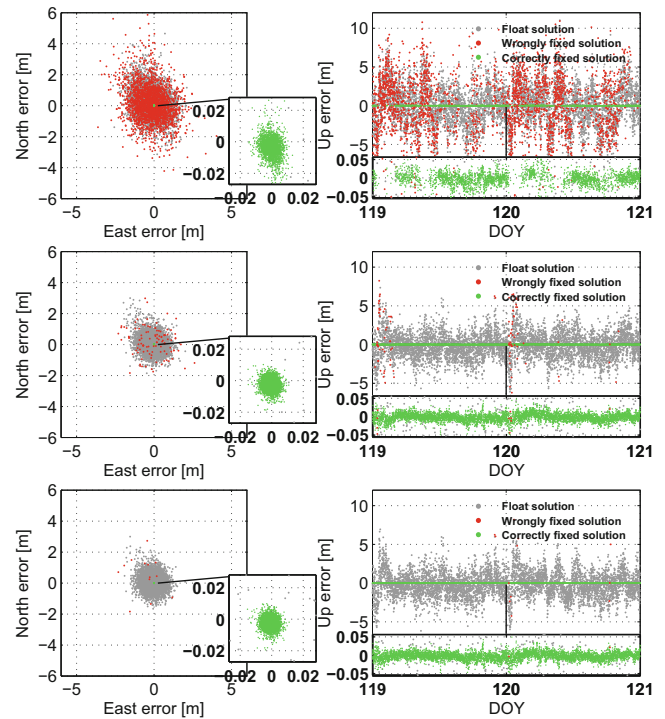 North error [m]
6
4
2
0
−2
−4
6
−5 0 5
East error [m]
0.02
0
−0.02
−0.02 0 0.02
Up error [m]
10
5
0
−5
0.05
0
−0.05
119 120 121
DOY
Float solution
Wrongly fixed solution
Correctly fixed solution
North error [m]
6
4
2
0
−2
−4
6
−5 0 5
East error [m]
0.02
0
−0.02
−0.02 0 0.02
Up error [m]
10
5
0
−5
0.05
0
−0.05
119 120 121
DOY
Float solution
Wrongly fixed solution
Correctly fixed solution
North error [m]
6
4
2
0
−2
−4
6
−5 0 5
East error [m]
0.02
0
−0.02
−0.02 0 0.02
Up error [m]
10
5
0
−5
0.05
0
−0.05
119 120 121
DOY
Float solution
Wrongly fixed solution
Correctly fixed solution